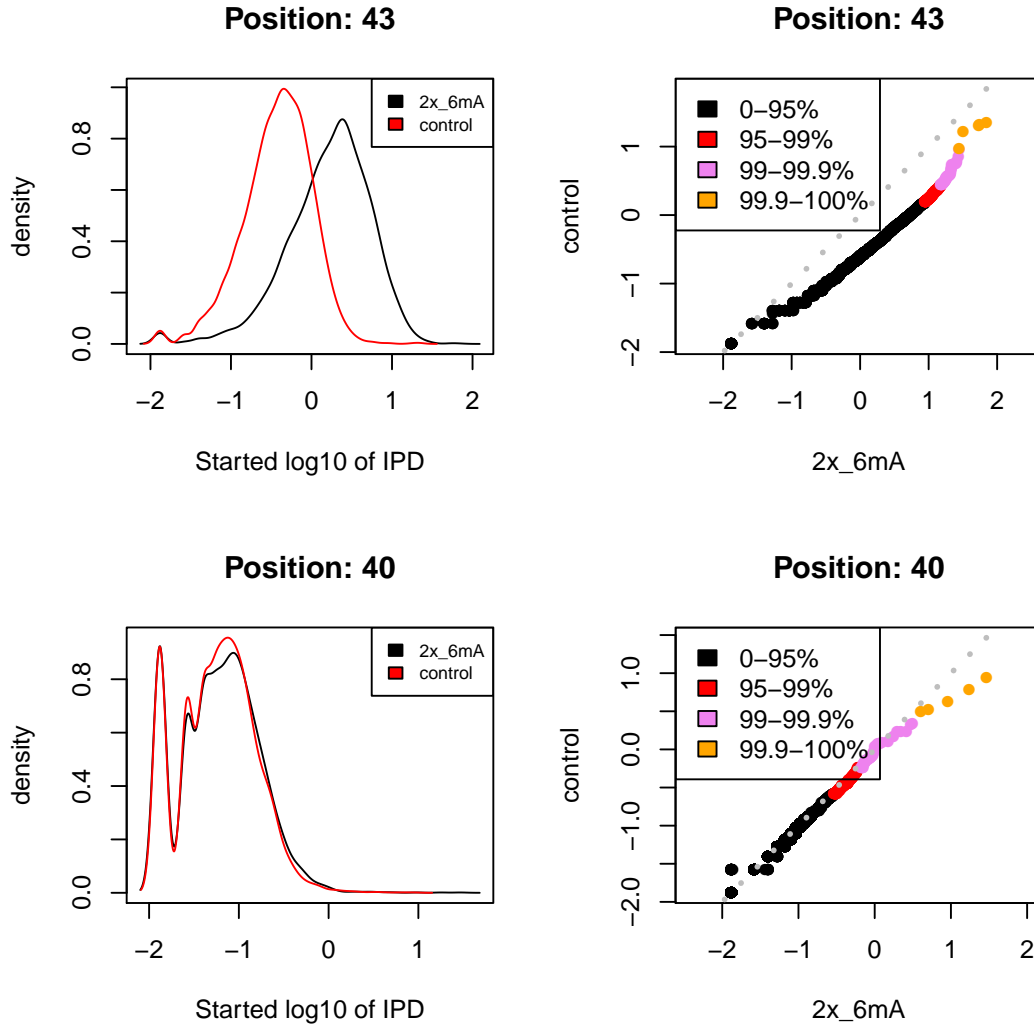 Position: 43
density
0.0
0.4
0.8
−2
−1
0
1
2
Started log10 of IPD
2x_6mA
control
Position: 43
control
−2
−1
0
1
−2
−1
0
1
2
2x_6mA
0−95%
95−99%
99−99.9%
99.9−100%
Position: 40
density
0.0
0.4
0.8
−2
−1
0
1
Started log10 of IPD
2x_6mA
control
Position: 40
control
−2.0
−1.0
0.0
1.0
−2
−1
0
1
2
2x_6mA
0−95%
95−99%
99−99.9%
99.9−100%